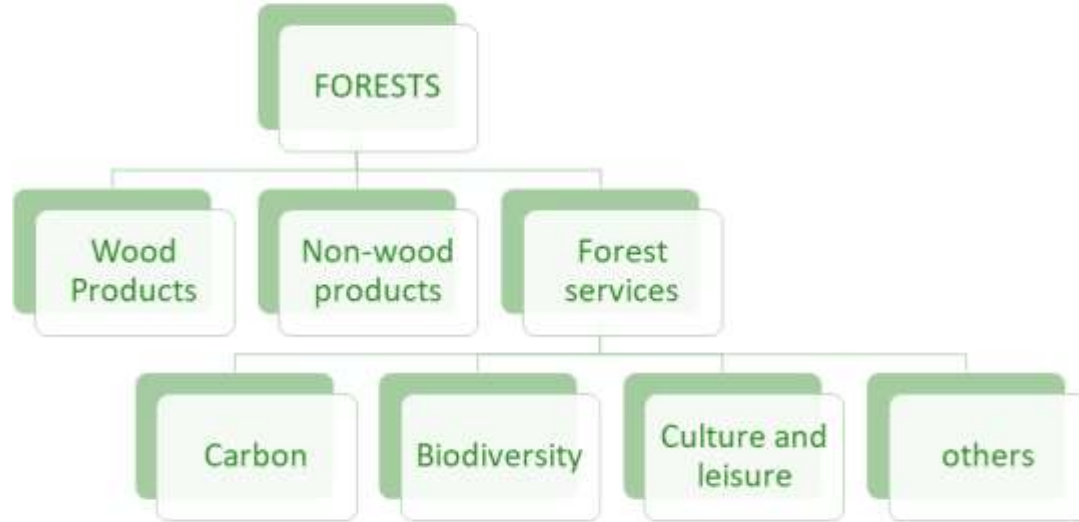 FORESTS
Wood
Products
Non-wood
products
Forest
services
Carbon
Biodiversity
Culture and
leisure
others